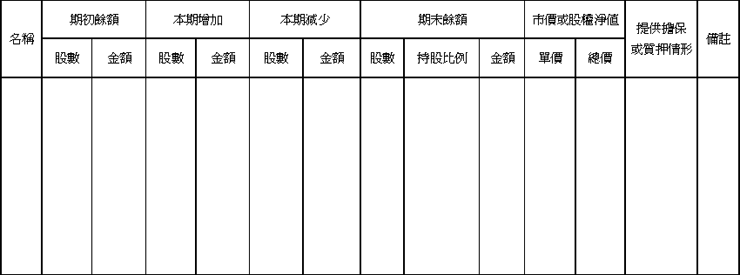 名稱 期初餘額 本期增加 本期減少 期末餘額 市價或股權淨值 提供擔保或質押情形 備註
股數 金額 股數 金額 股數 金額 股數 持股比例 金額 單價 總價